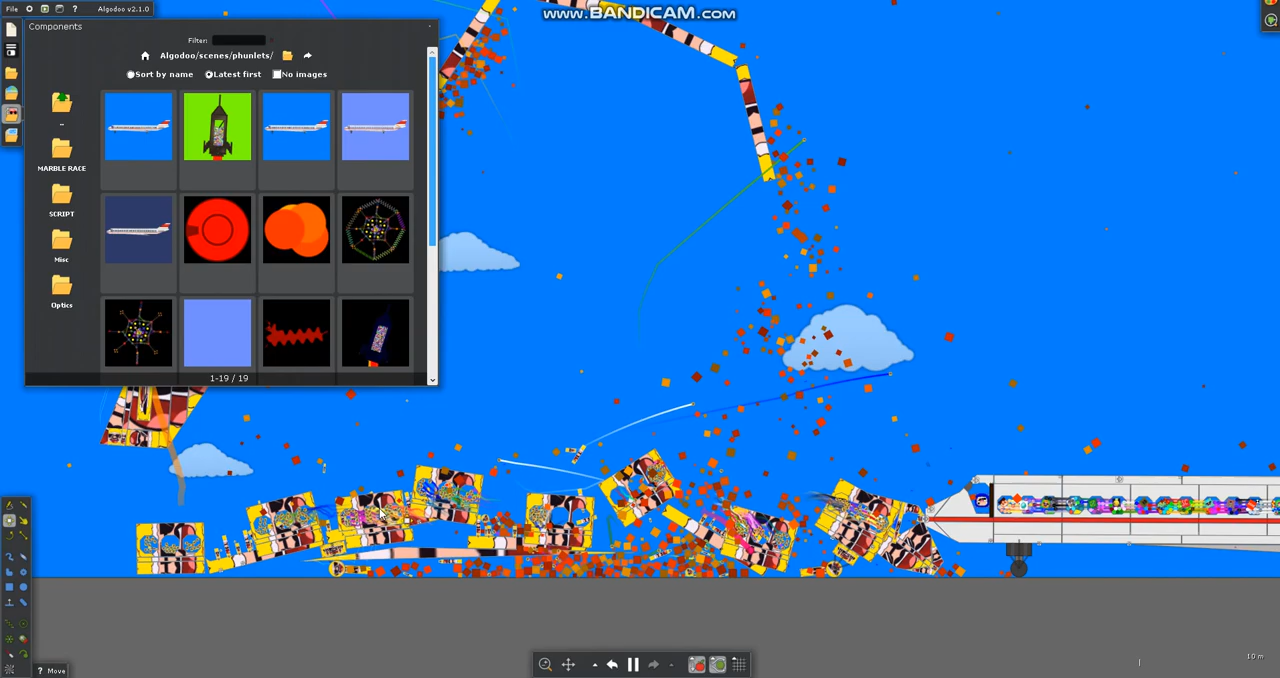 www.BANDICAM.com
File
?
Algodoo v2.1.0
Components
Filter:
Algodoo/scenes/phunlets/
Sort by name
Latest first
No images
..
MARBLE RACE
SCRIPT
Misc
Optics
1-19 / 19
? Move
10 m